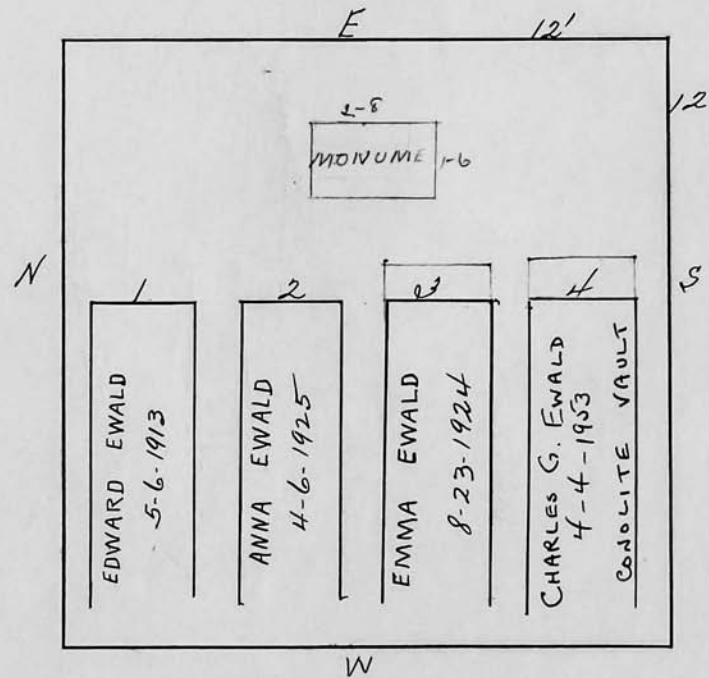 E
12'
12
2-8
MONUME
1-6
N
S
1
2
3
4
EDWARD EWALD
5-6-1913
ANNA EWALD
4-6-1925
EMMA EWALD
8-23-1924
CHARLES G. EWALD
4-4-1953
CONOLITE VAULT
W